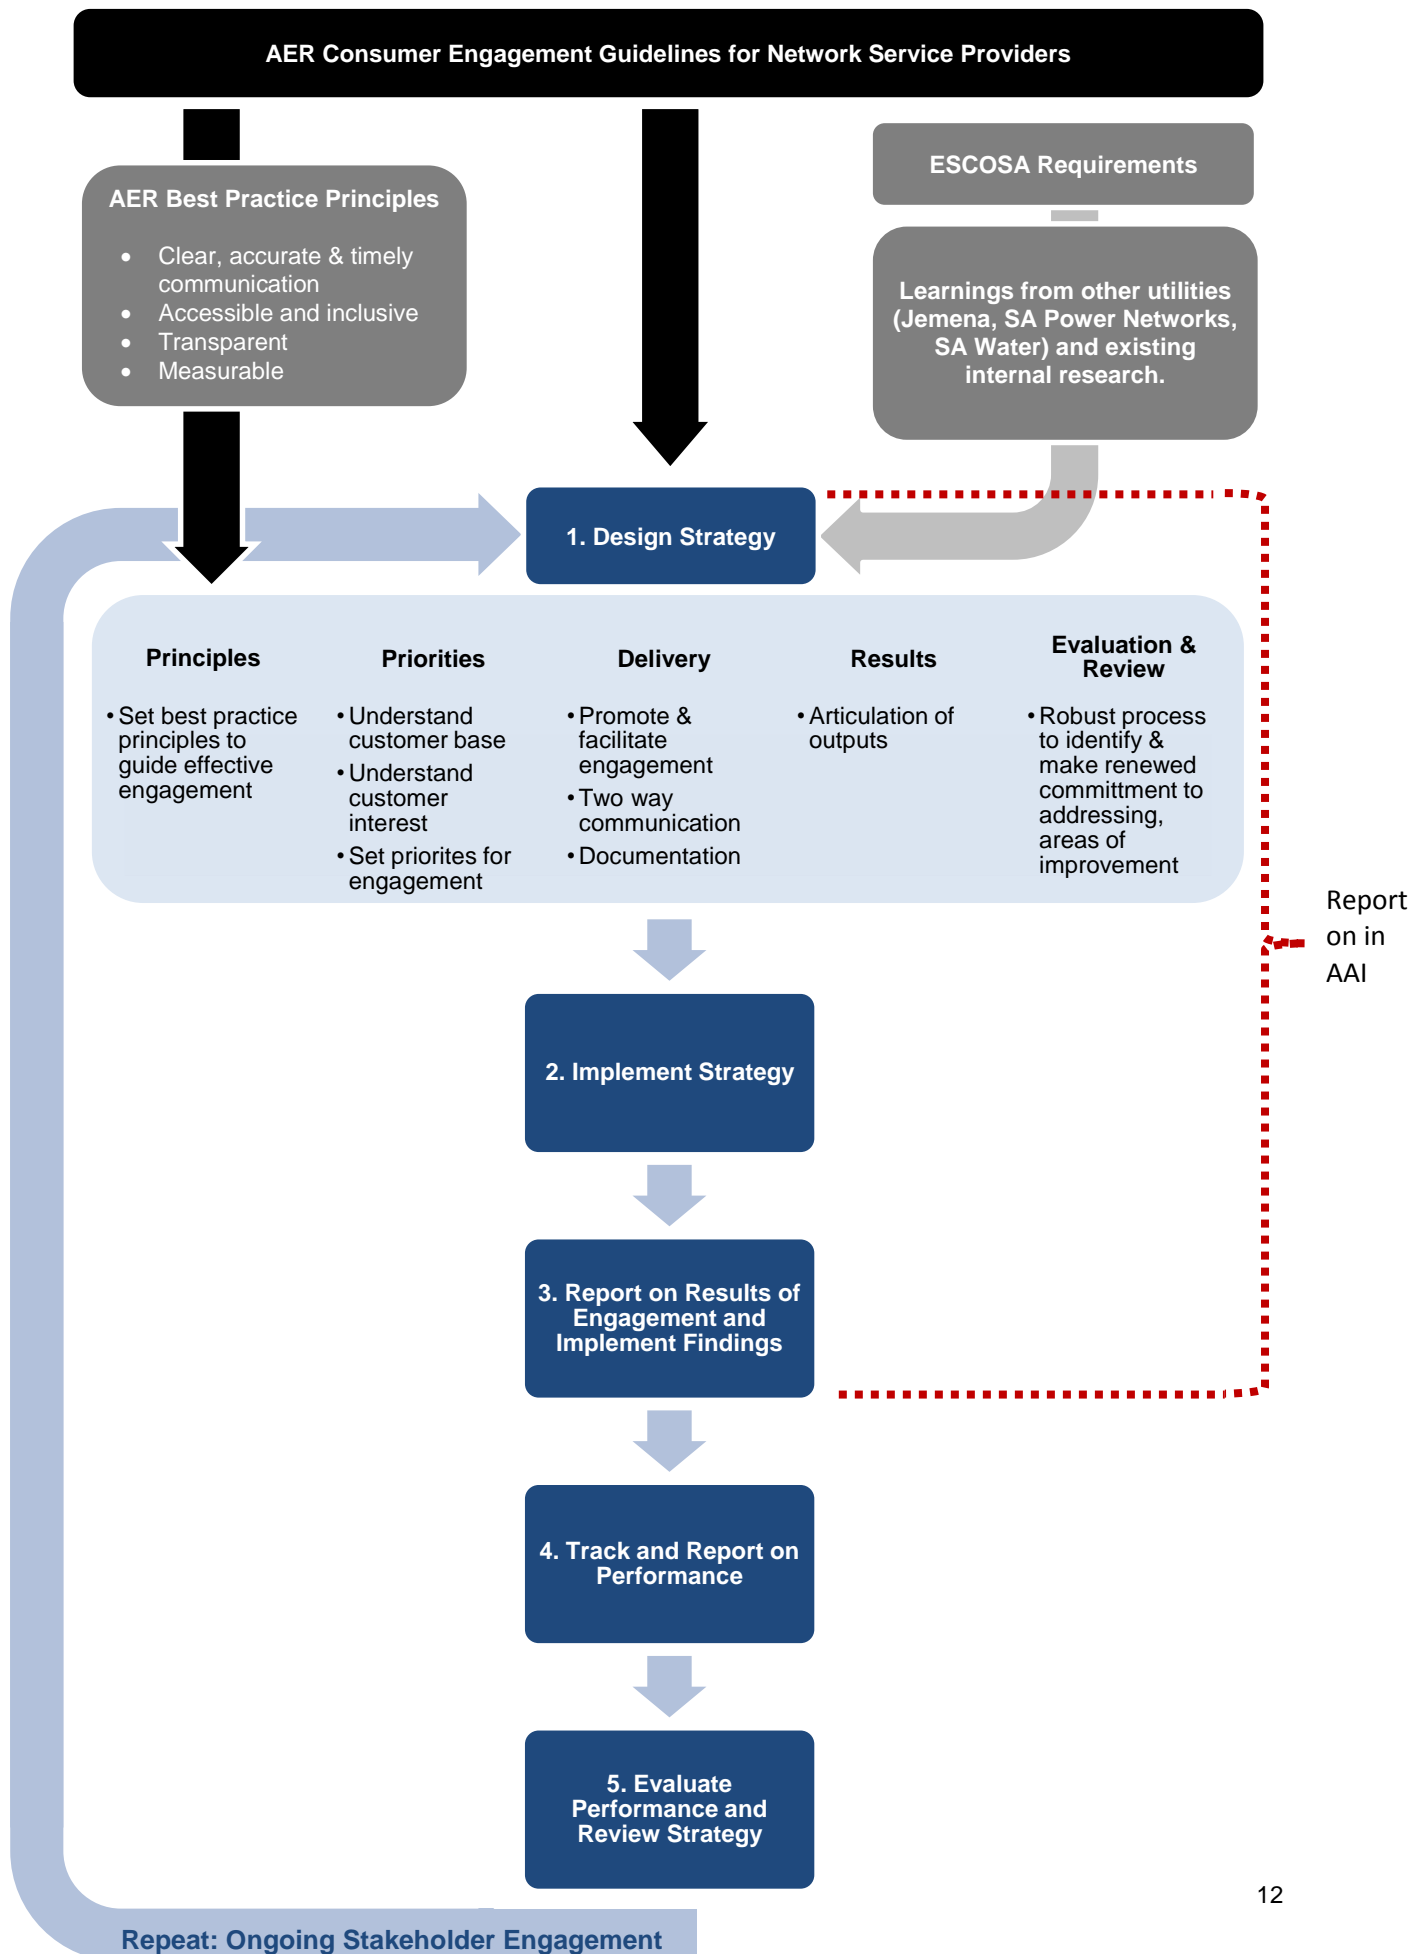 AER Consumer Engagement Guidelines for Network Service Providers
AER Best Practice Principles
• Clear, accurate & timely
communication
• Accessible and inclusive
• Transparent
• Measurable
ESCOSA Requirements
Learnings from other utilities
(Jemena, SA Power Networks,
SA Water) and existing
internal research.
1. Design Strategy
Principles
• Set best practice
principles to
guide effective
engagement
Priorities
• Understand
customer base
• Understand
customer
interest
• Set priorites for
engagement
Delivery
• Promote &
facilitate
engagement
• Two way
communication
• Documentation
Results
• Articulation of
outputs
Evaluation &
Review
• Robust process
to identify &
make renewed
committment to
addressing,
areas of
improvement
Report
on in
AAI
2. Implement Strategy
3. Report on Results of
Engagement and
Implement Findings
4. Track and Report on
Performance
5. Evaluate
Performance and
Review Strategy
12
Repeat: Ongoing Stakeholder Engagement